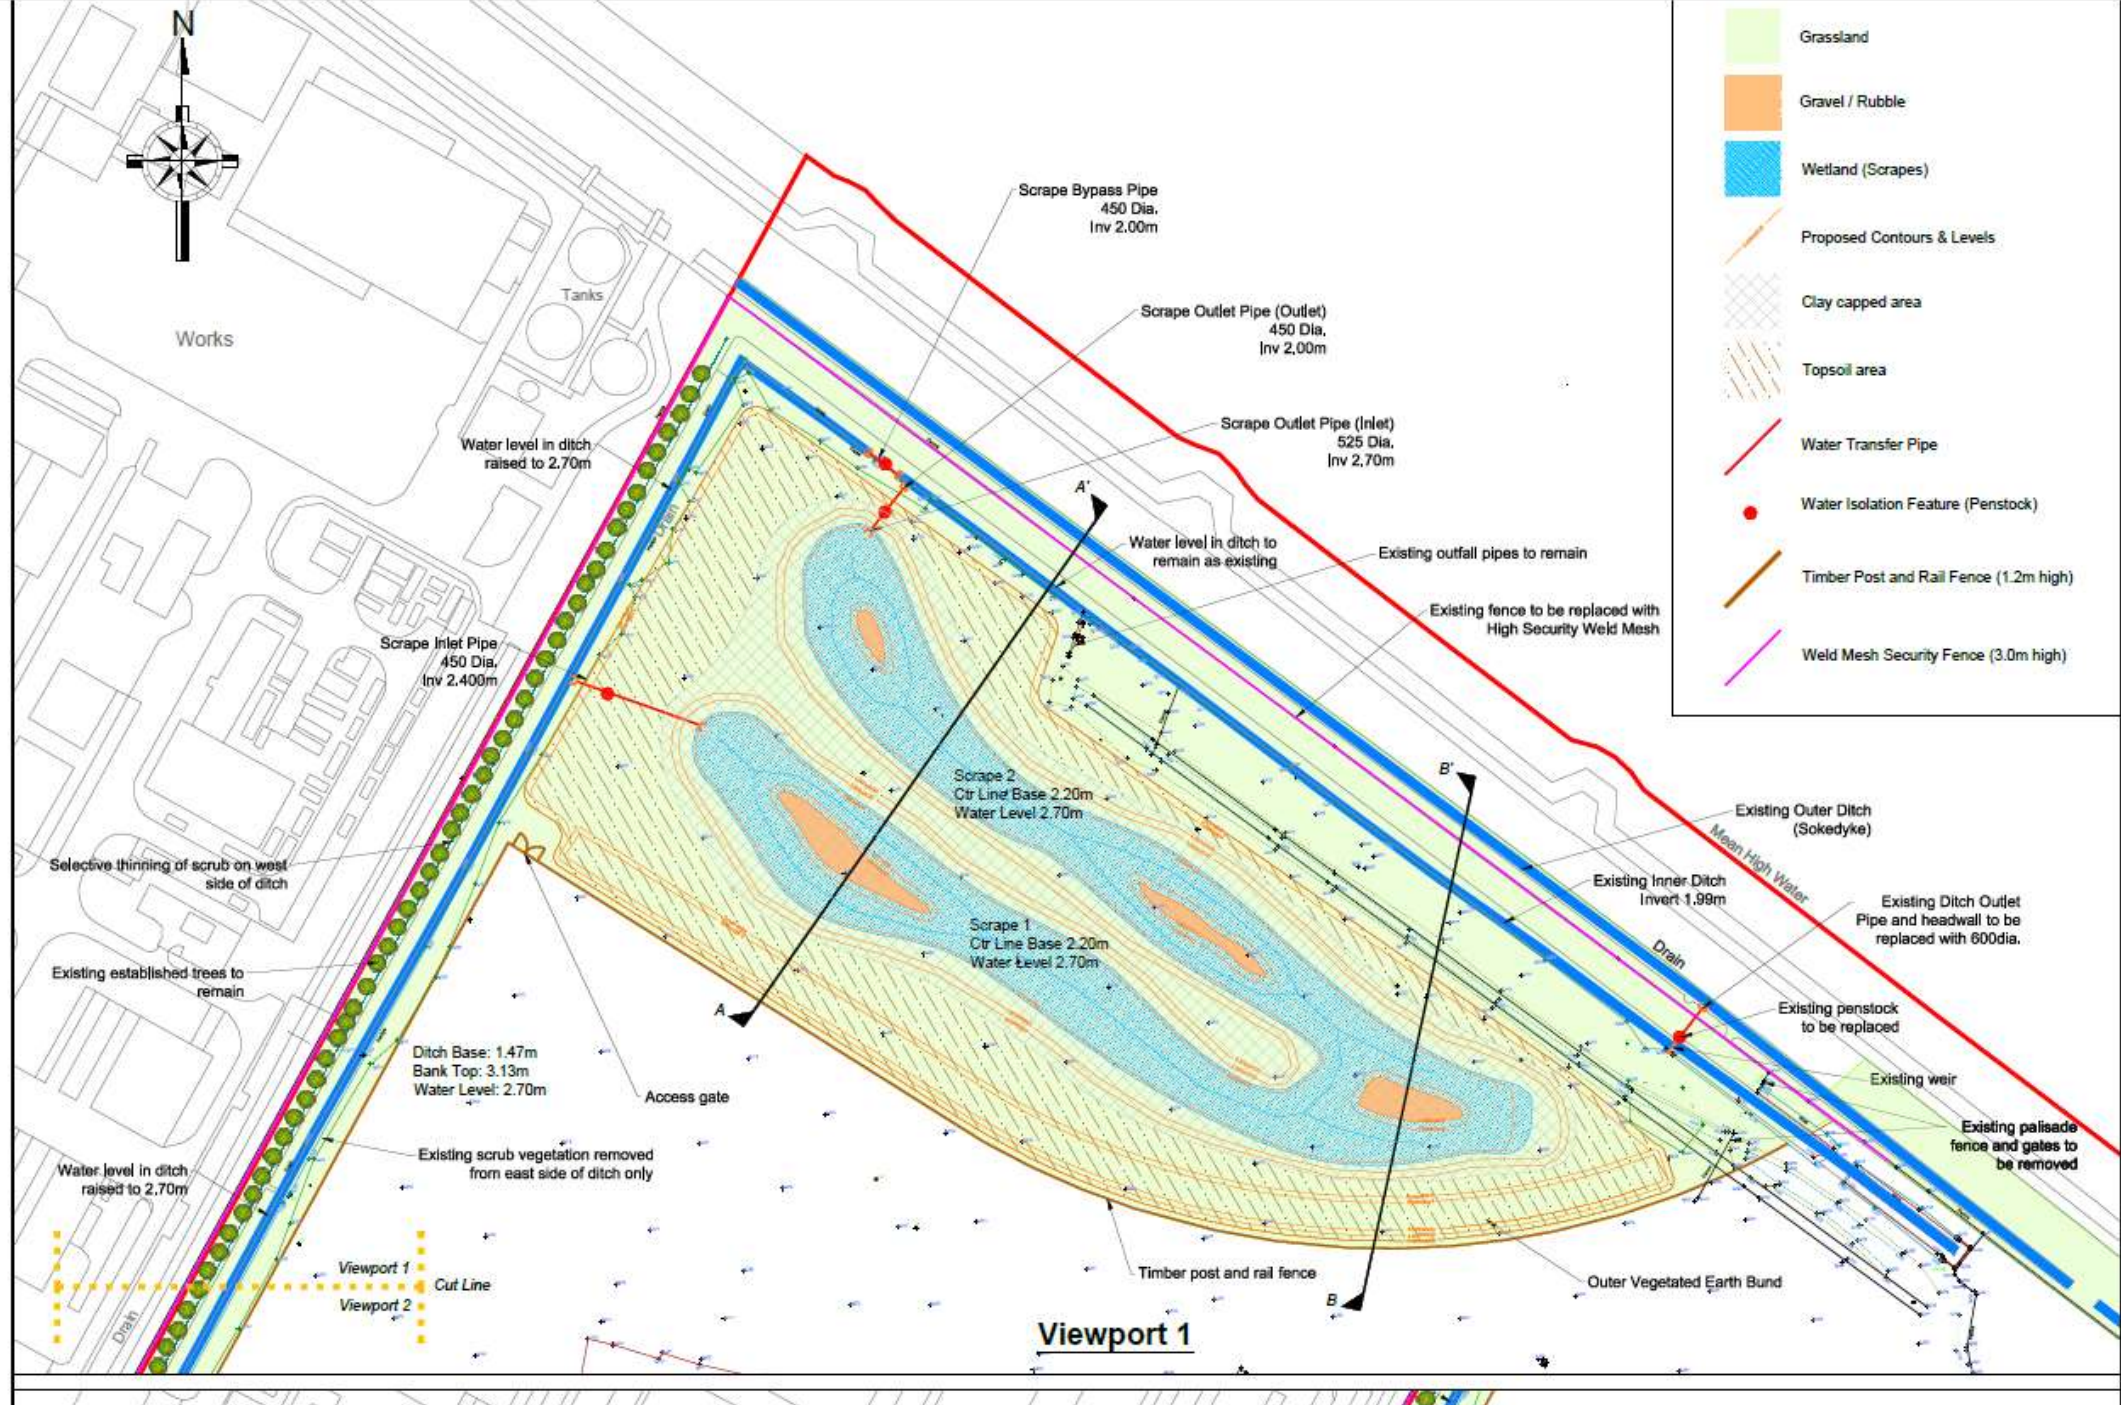 N
Works
Tanks
Scrape Bypass Pipe
450 Dia.
Inv 2.00m
Scrape Outlet Pipe (Outlet)
450 Dia.
Inv 2.00m
Scrape Outlet Pipe (Inlet)
525 Dia.
Inv 2.70m
Water level in ditch
raised to 2.70m
Drain
A'
Water level in ditch to
remain as existing
Existing outfall pipes to remain
Existing fence to be replaced with
High Security Weld Mesh
Scrape Inlet Pipe
450 Dia.
Inv 2.400m
Scrape 2
Ctr Line Base 2.20m
Water Level 2.70m
B'
Existing Outer Ditch
(Sokedyke)
Mean High Water
Selective thinning of scrub on west
side of ditch
Existing Inner Ditch
Invert 1.99m
Existing Ditch Outlet
Pipe and headwall to be
replaced with 600dia.
Scrape 1
Ctr Line Base 2.20m
Water Level 2.70m
Drain
Existing established trees to
remain
A
Existing penstock
to be replaced
Ditch Base: 1.47m
Bank Top: 3.13m
Water Level: 2.70m
Access gate
Existing weir
Existing palisade
fence and gates to
be removed
Existing scrub vegetation removed
from east side of ditch only
Water level in ditch
raised to 2.70m
Viewport 1
Cut Line
Viewport 2
Drain
Timber post and rail fence
Outer Vegetated Earth Bund
B
Viewport 1
Grassland
Gravel / Rubble
Wetland (Scrapes)
Proposed Contours & Levels
Clay capped area
Topsoil area
Water Transfer Pipe
Water Isolation Feature (Penstock)
Timber Post and Rail Fence (1.2m high)
Weld Mesh Security Fence (3.0m high)